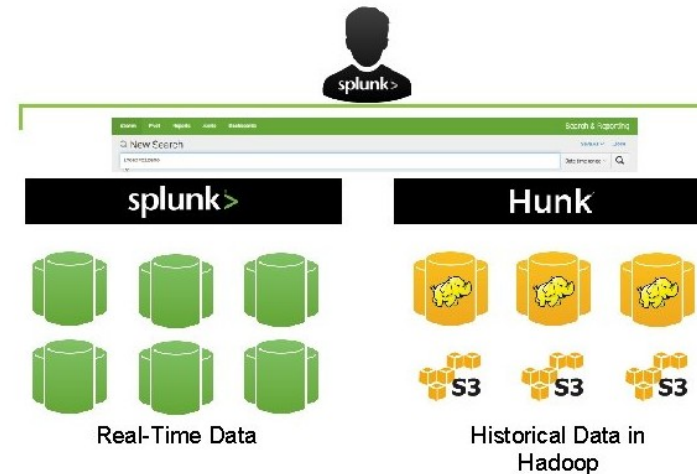 splunk>
Search & Reporting
New Search
splunk>
Hunk
S3
S3
S3
Real-Time Data
Historical Data in
Hadoop